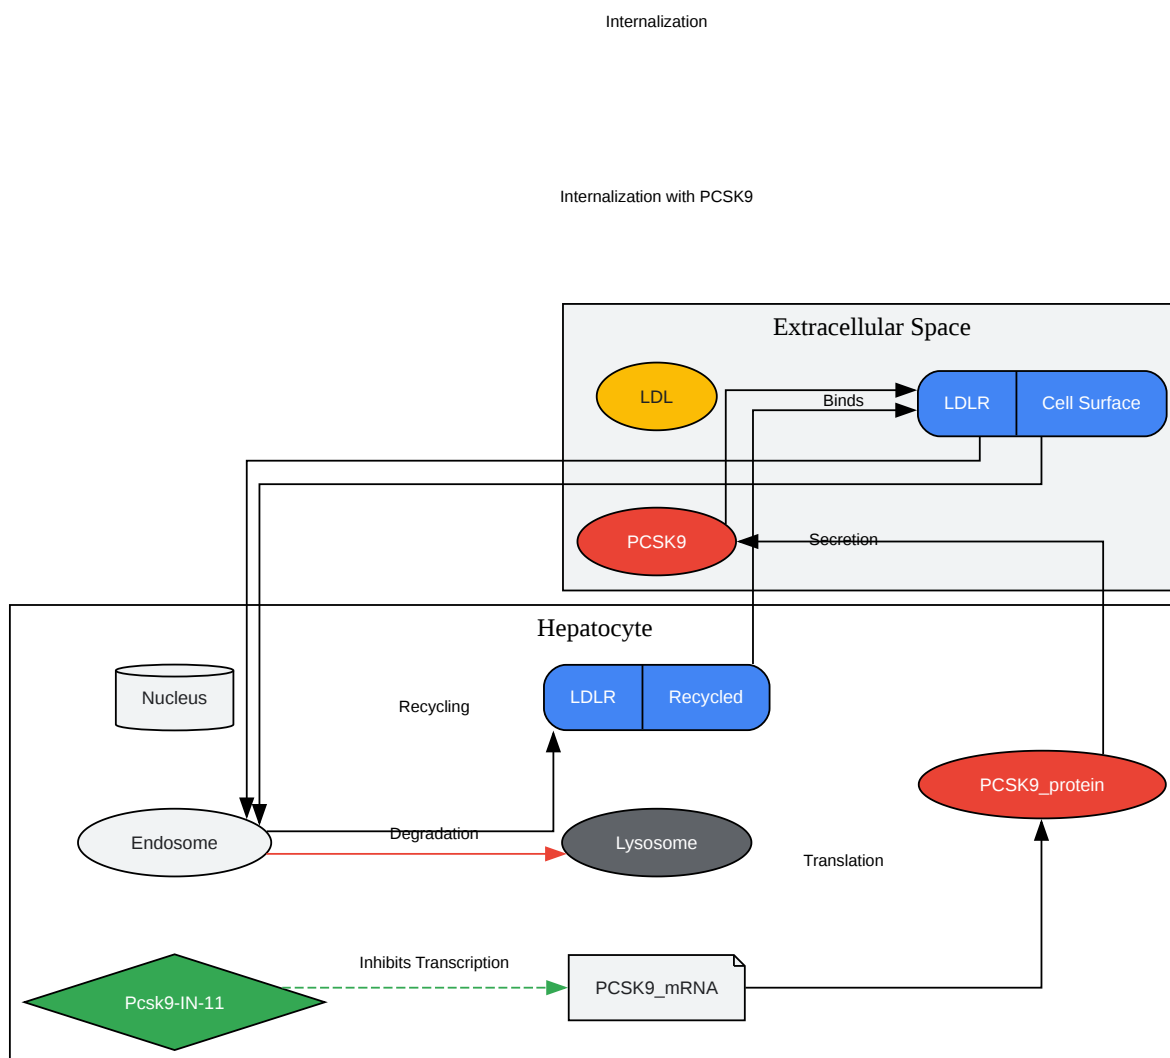 Internalization
Internalization with PCSK9
Extracellular Space
LDL
Binds
LDLR
Cell Surface
PCSK9
Secretion
Hepatocyte
Nucleus
Recycling
LDLR
Recycled
PCSK9_protein
Endosome
Degradation
Lysosome
Translation
Inhibits Transcription
Pcsk9-IN-11
PCSK9_mRNA